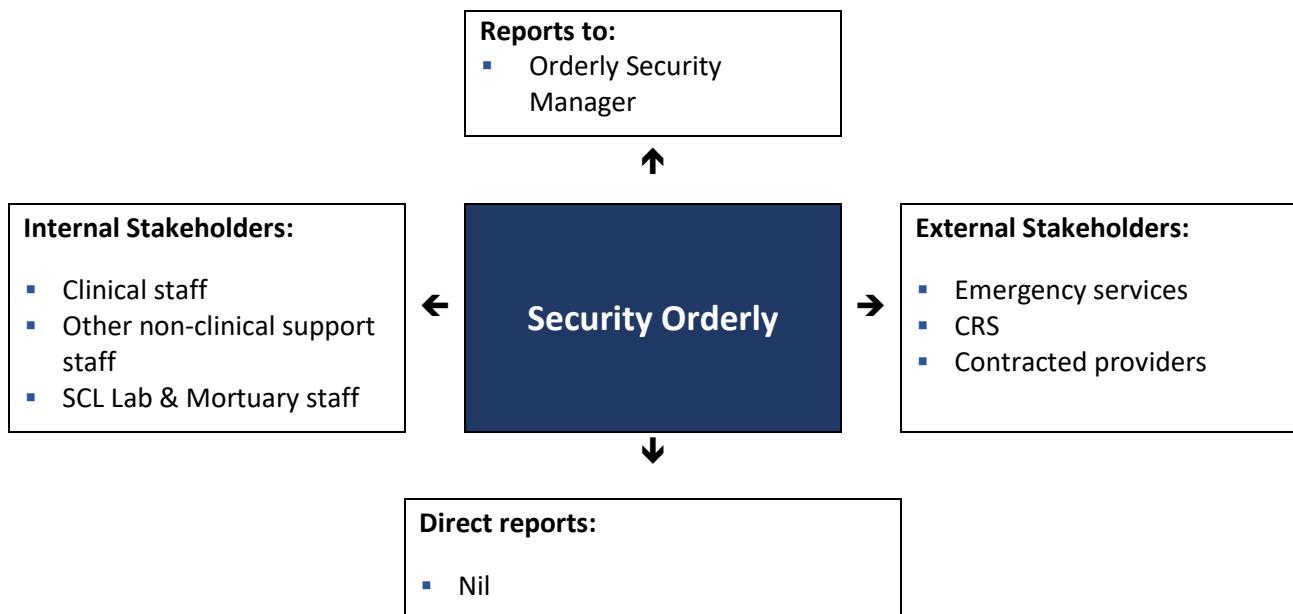 Reports to:
▪ Orderly Security
Manager
🡹
Internal Stakeholders:
▪ Clinical staff
▪ Other non-clinical support
staff
▪ SCL Lab & Mortuary staff
🡸
Security Orderly
🡺
External Stakeholders:
▪ Emergency services
▪ CRS
▪ Contracted providers
🡻
Direct reports:
▪ Nil